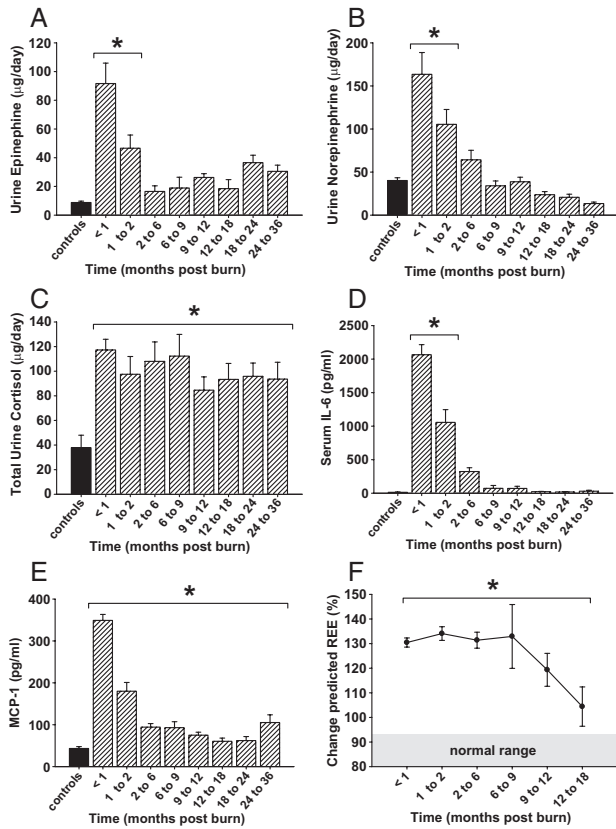 A
Urine Epinephine (μg/day)
120
100
80
60
40
20
0
*
controls
< 1
1 to 2
2 to 6
6 to 9
9 to 12
12 to 18
18 to 24
24 to 36
Time (months post burn)
B
Urine Norepinephrine (μg/day)
200
150
100
50
0
*
controls
< 1
1 to 2
2 to 6
6 to 9
9 to 12
12 to 18
18 to 24
24 to 36
Time (months post burn)
C
Total Urine Cortisol (μg/day)
140
120
100
80
60
40
20
0
*
controls
< 1
1 to 2
2 to 6
6 to 9
9 to 12
12 to 18
18 to 24
24 to 36
Time (months post burn)
D
Serum IL-6 (pg/ml)
2500
2000
1500
1000
500
0
*
controls
< 1
1 to 2
2 to 6
6 to 9
9 to 12
12 to 18
18 to 24
24 to 36
Time (months post burn)
E
MCP-1 (pg/ml)
400
300
200
100
0
*
controls
< 1
1 to 2
2 to 6
6 to 9
9 to 12
12 to 18
18 to 24
24 to 36
Time (months post burn)
F
Change predicted REE (%)
150
140
130
120
110
100
90
80
*
normal range
< 1
1 to 2
2 to 6
6 to 9
9 to 12
12 to 18
Time (months post burn)